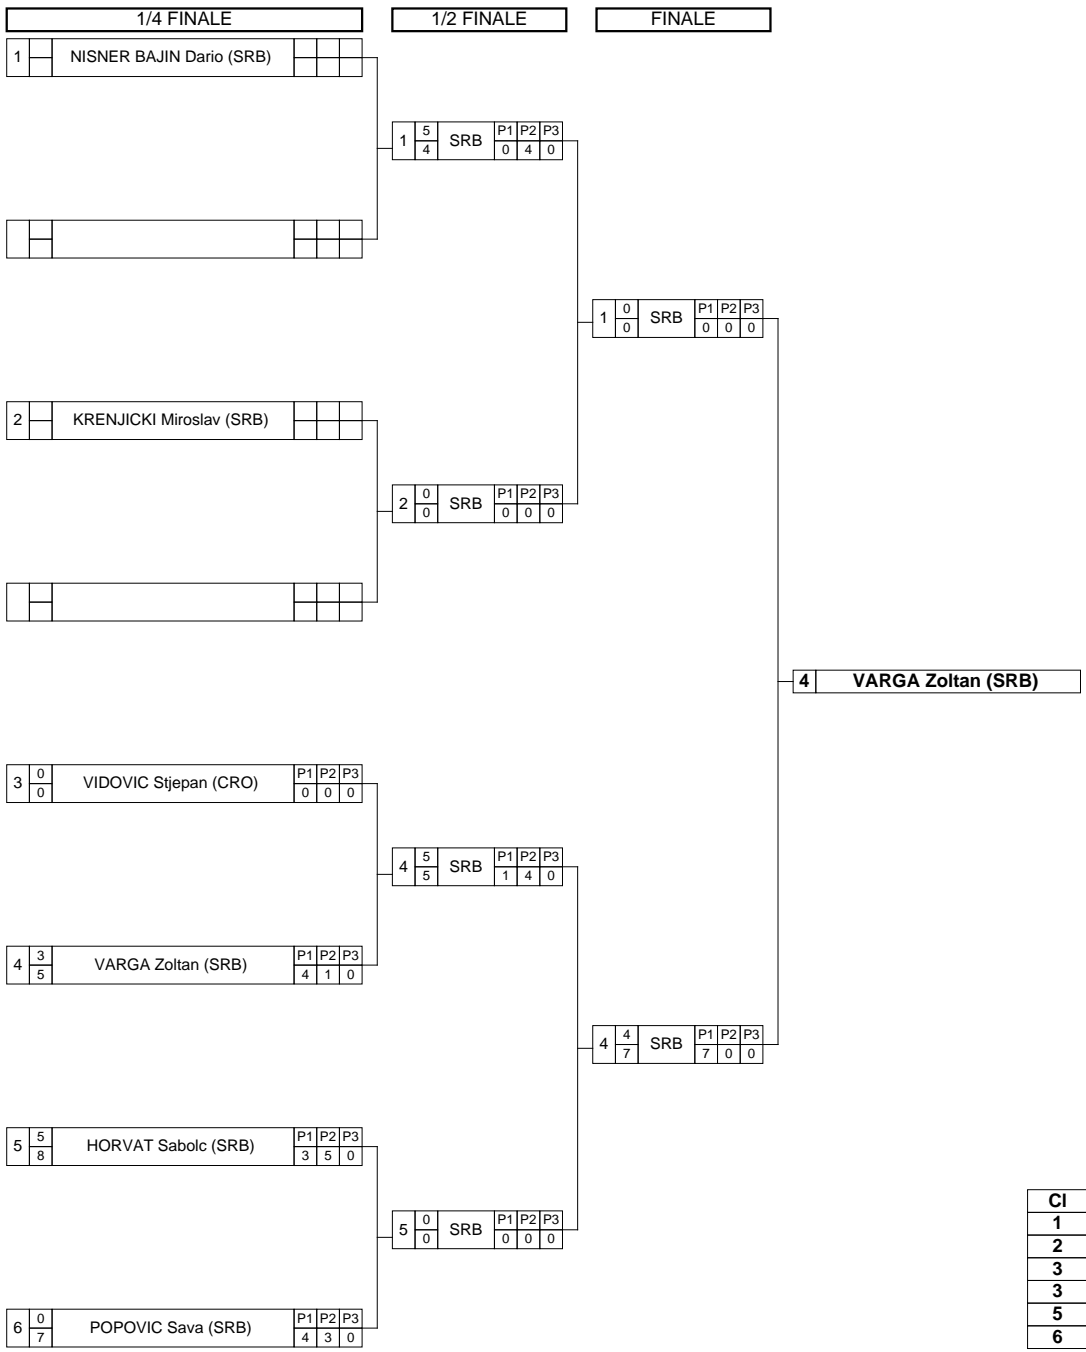 1/4 FINALE 1/2 FINALE FINALE
1 NISNER BAJIN Dario (SRB)
5 P1 P2 P3
1 SRB
4 0 4 0
0 P1 P2 P3
1 SRB
0 0 0 0
2 KRENJICKI Miroslav (SRB)
0 P1 P2 P3
2 SRB
0 0 0 0
4 VARGA Zoltan (SRB)
0 P1 P2 P3
3 VIDOVIC Stjepan (CRO)
0 0 0 0
5 P1 P2 P3
4 SRB
5 1 4 0
3 P1 P2 P3
4 VARGA Zoltan (SRB)
5 4 1 0
4 P1 P2 P3
4 SRB
7 7 0 0
5 P1 P2 P3
5 HORVAT Sabolc (SRB)
8 3 5 0
0 P1 P2 P3
5 SRB
0 0 0 0
0 P1 P2 P3
6 POPOVIC Sava (SRB)
7 4 3 0
Cl
1
2
3
3
5
6